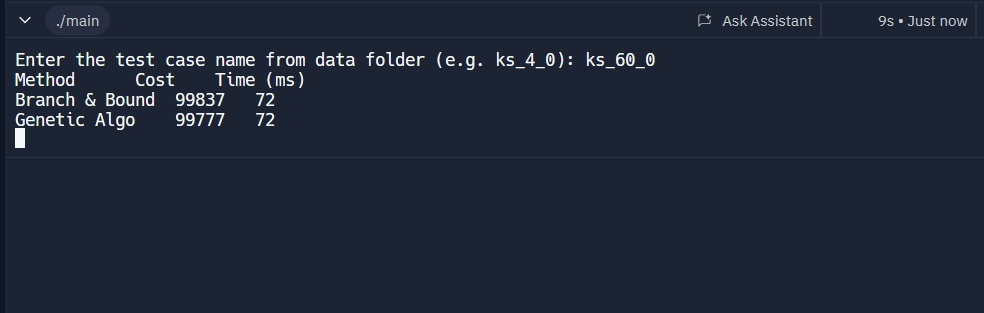 ./main Ask Assistant 9s • Just now
Enter the test case name from data folder (e.g. ks_4_0): ks_60_0
Method Cost Time (ms)
Branch & Bound 99837 72
Genetic Algo 99777 72